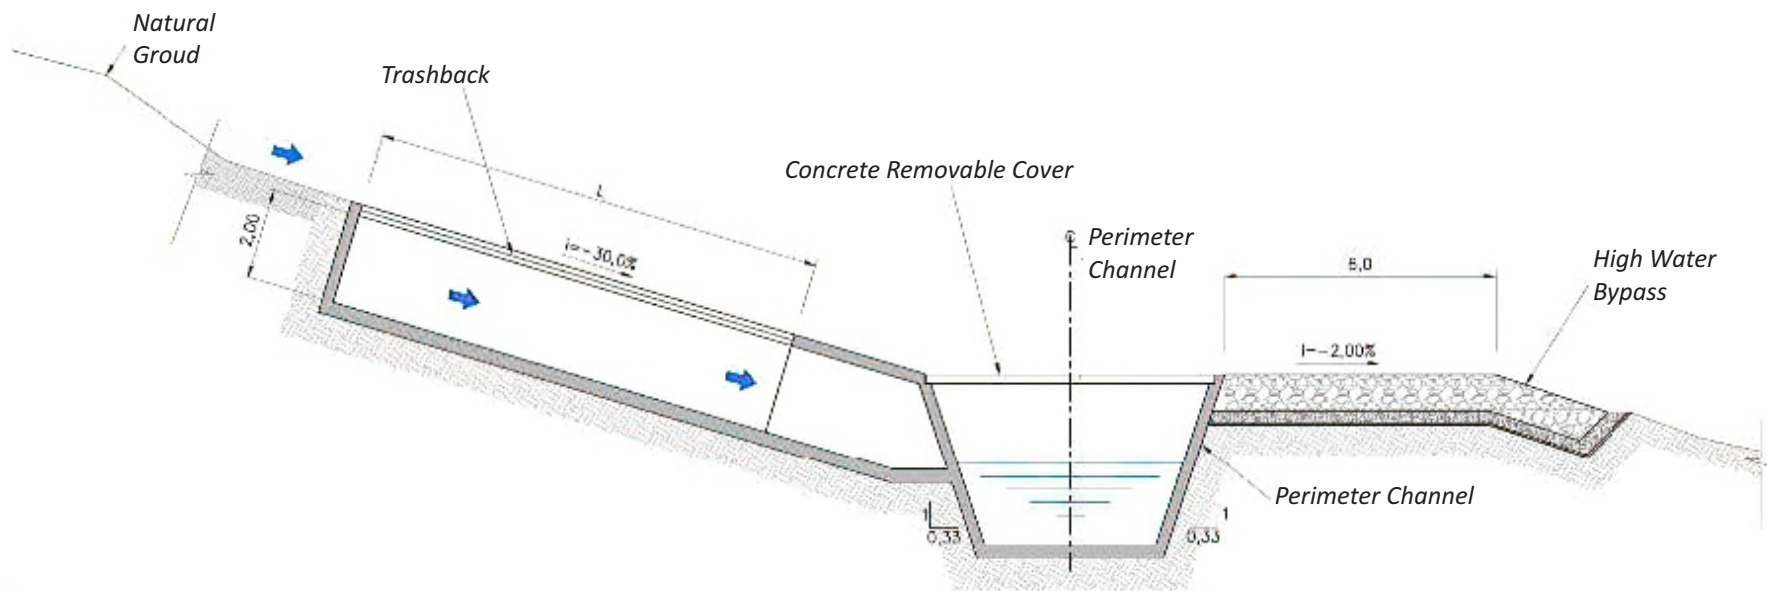 Natural
Groud
Trashback
Concrete Removable Cover
Perimeter
Channel
High Water
Bypass
2,00
L
i=-30,0%
6,0
i=-2,00%
Perimeter Channel
1
0,33
1
0,33